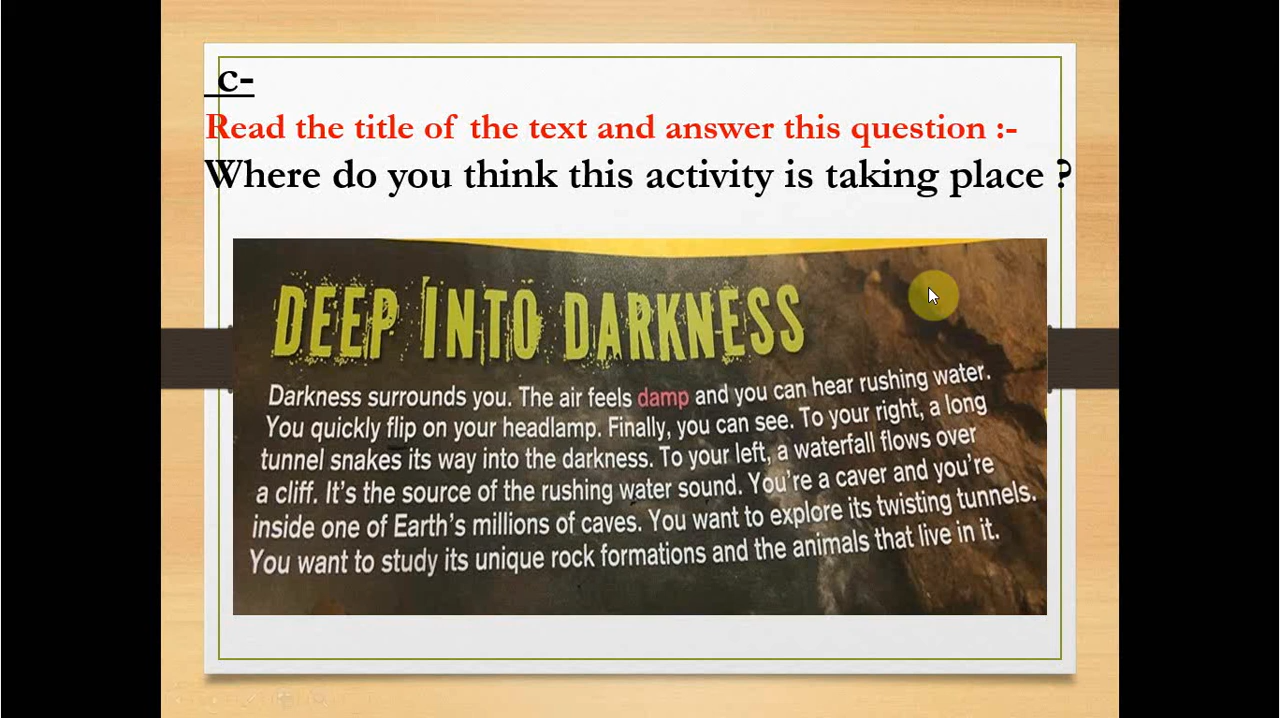 c-
Read the title of the text and answer this question :-
Where do you think this activity is taking place ?
DEEP INTO DARKNESS
Darkness surrounds you. The air feels damp and you can hear rushing water.
You quickly flip on your headlamp. Finally, you can see. To your right, a long
tunnel snakes its way into the darkness. To your left, a waterfall flows over
a cliff. It's the source of the rushing water sound. You're a caver and you're
inside one of Earth's millions of caves. You want to explore its twisting tunnels.
You want to study its unique rock formations and the animals that live in it.